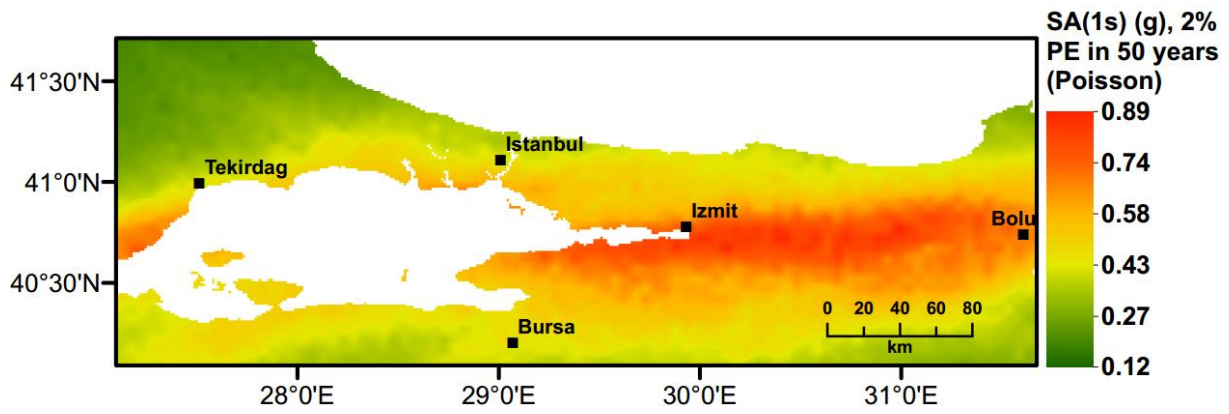 SA(1s) (g), 2%
PE in 50 years
(Poisson)
0.89
0.74
0.58
0.43
0.27
0.12
41°30'N
41°0'N
40°30'N
Istanbul
Tekirdag
Izmit
Bolu
Bursa
0 20 40 60 80
km
28°0'E 29°0'E 30°0'E 31°0'E